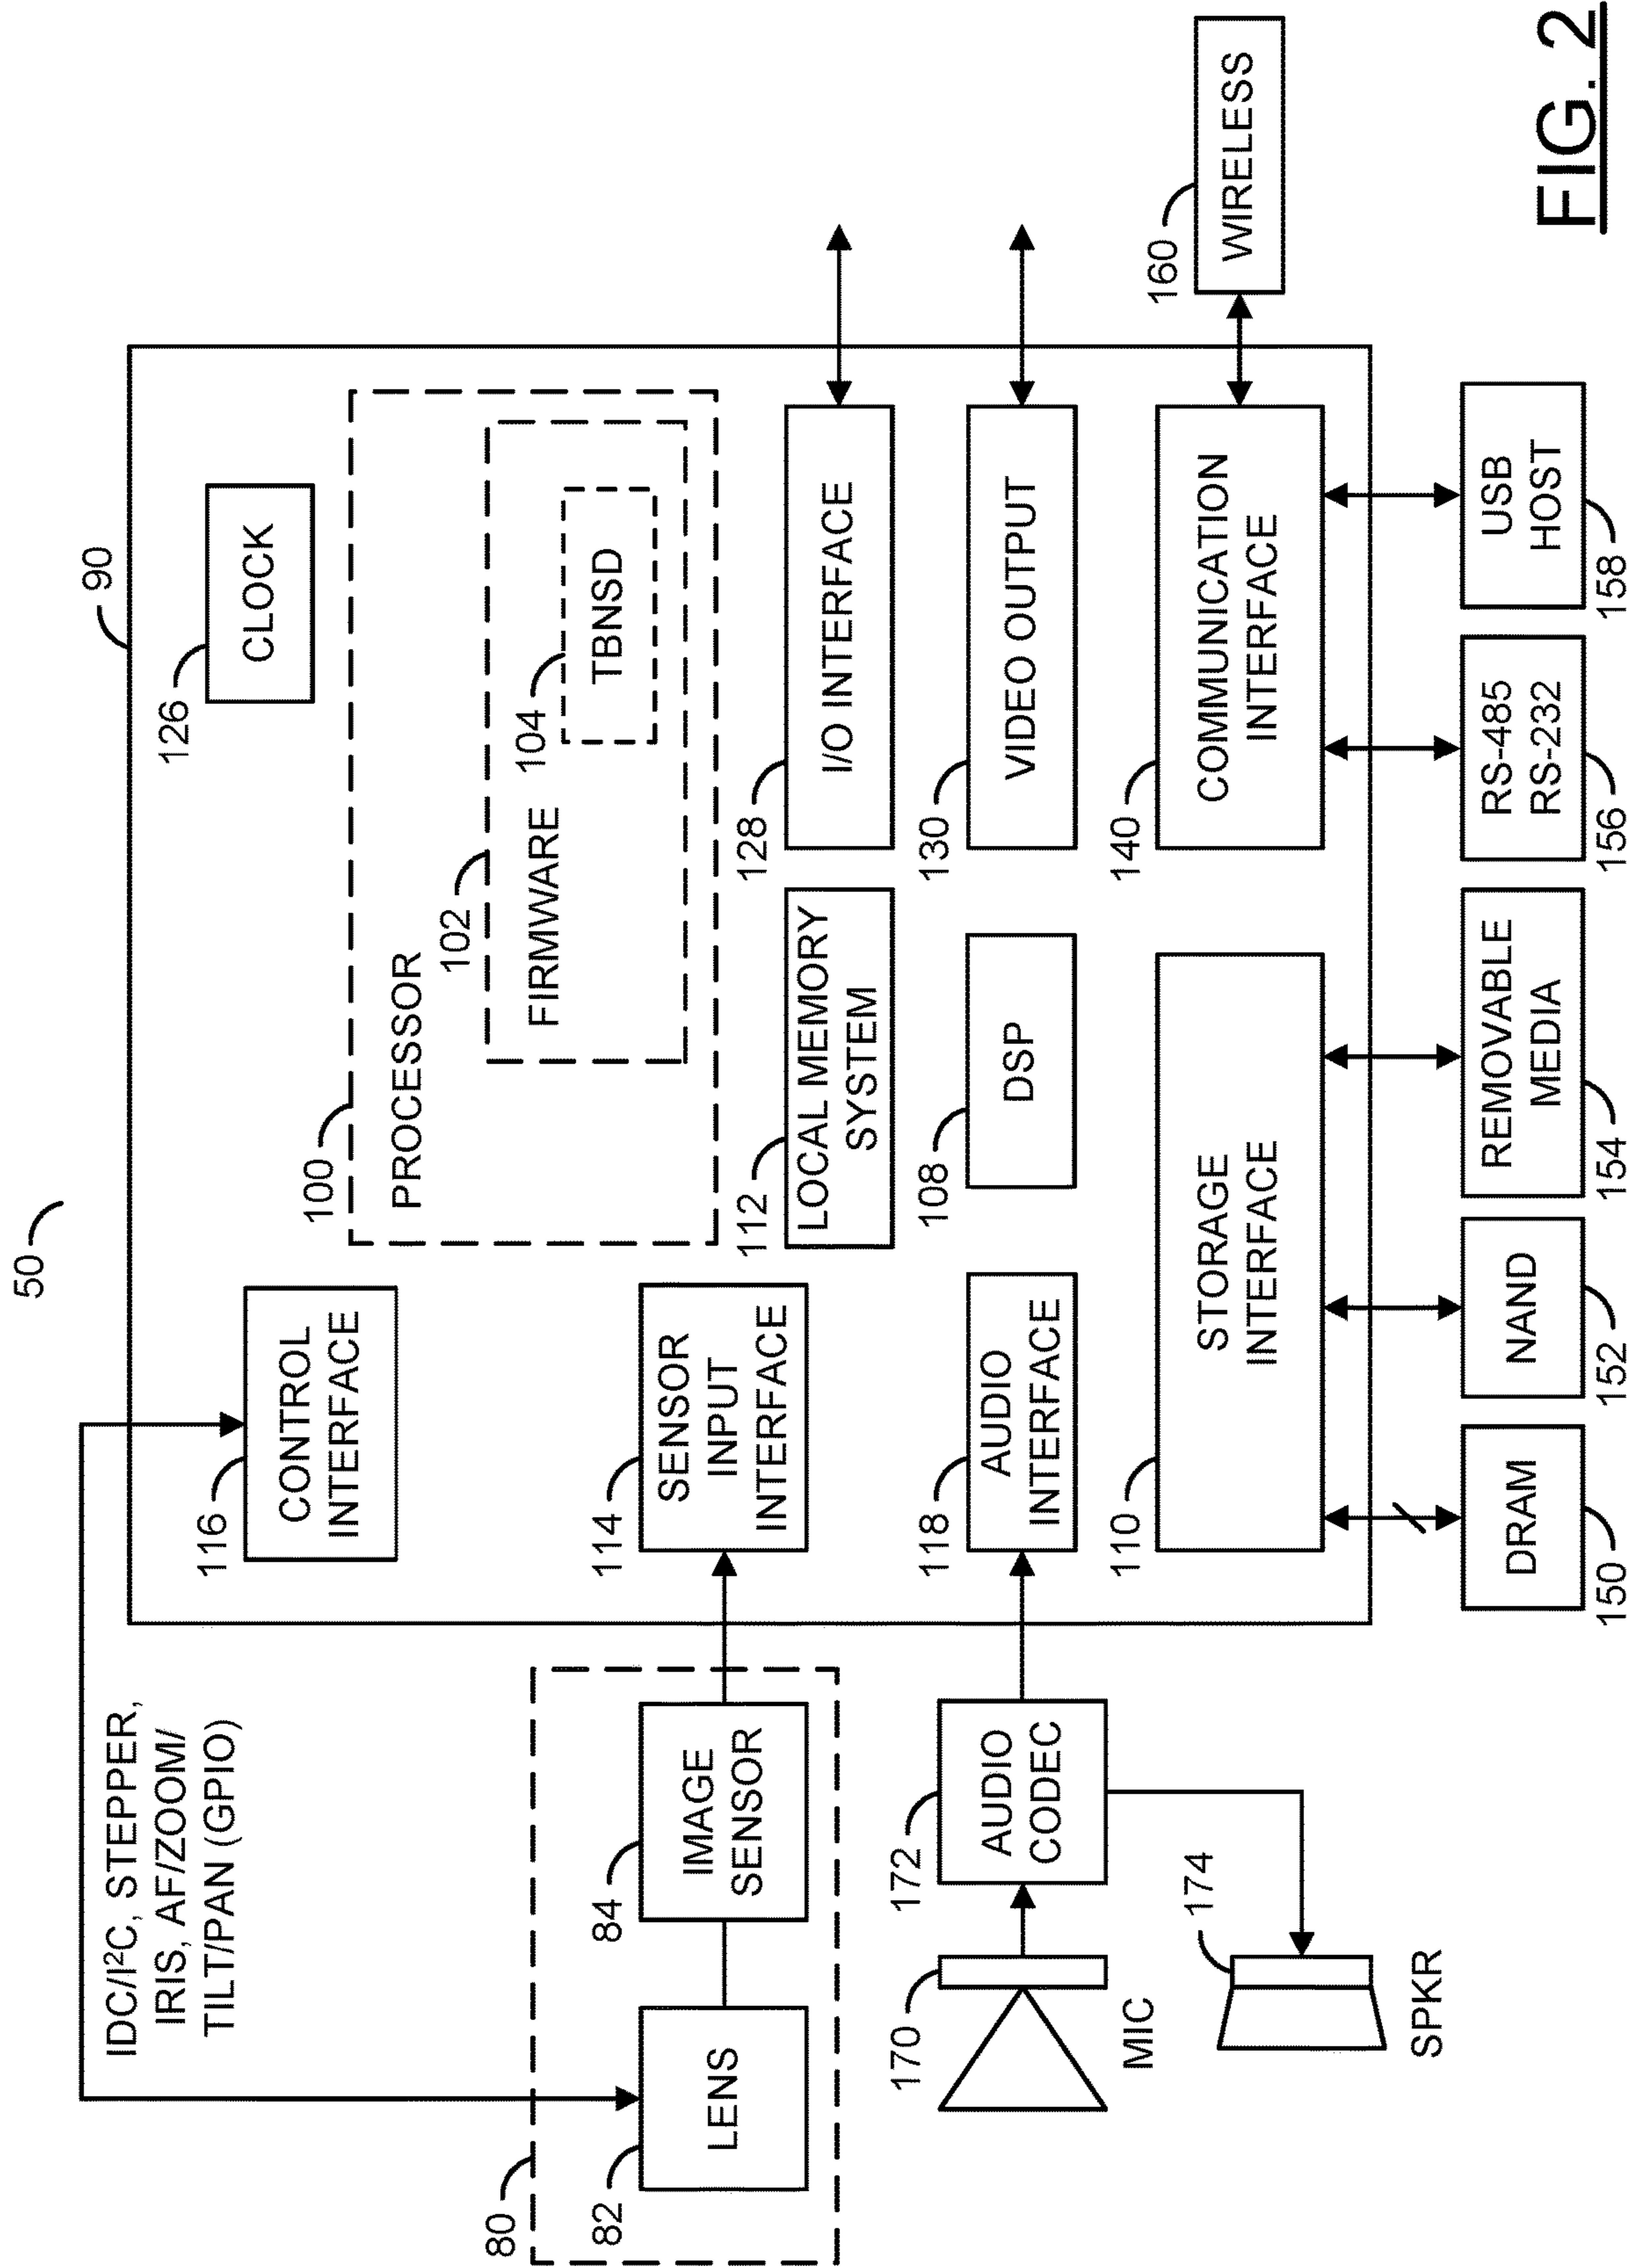 50
IDC/I²C, STEPPER,
IRIS, AF/ZOOM/
TILT/PAN (GPIO)
90
116
CONTROL
INTERFACE
126
CLOCK
100
PROCESSOR
102
FIRMWARE
104
TBNSD
80
82
LENS
84
IMAGE
SENSOR
114
SENSOR
INPUT
INTERFACE
112
LOCAL MEMORY
SYSTEM
128
I/O INTERFACE
170
MIC
172
AUDIO
CODEC
118
AUDIO
INTERFACE
108
DSP
130
VIDEO OUTPUT
174
SPKR
110
STORAGE
INTERFACE
140
COMMUNICATION
INTERFACE
160
WIRELESS
DRAM
150
NAND
152
REMOVABLE
MEDIA
154
RS-485
RS-232
156
USB
HOST
158
FIG. 2